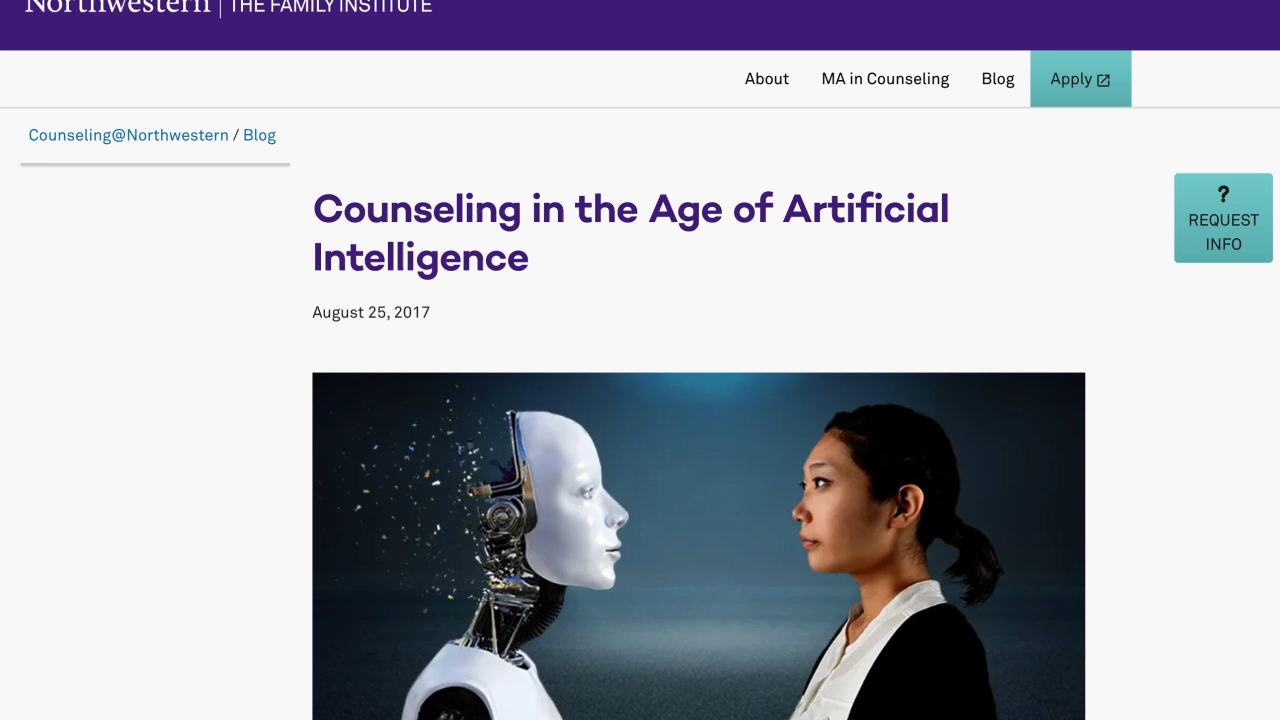 Northwestern | THE FAMILY INSTITUTE
About MA in Counseling Blog Apply
Counseling@Northwestern / Blog
Counseling in the Age of Artificial
Intelligence
?
REQUEST
INFO
August 25, 2017